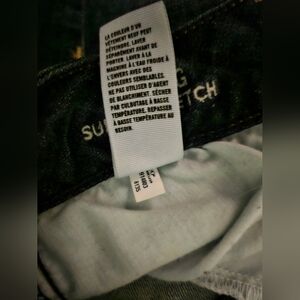 LA COULEUR D'UN
VÊTEMENT NEUF PEUT
DÉTEINDRE. LAVER
SÉPARÉMENT AVANT DE
PORTER. LAVER À LA
MACHINE À L'EAU FROIDE À
L'ENVERS AVEC DES
COULEURS SEMBLABLES.
NE PAS UTILISER D'AGENT
DE BLANCHIMENT. SÉCHER
PAR CULBUTAGE À BASSE
TEMPÉRATURE. REPASSER
À BASSE TEMPÉRATURE AU
BESOIN.
G
SU
TCH